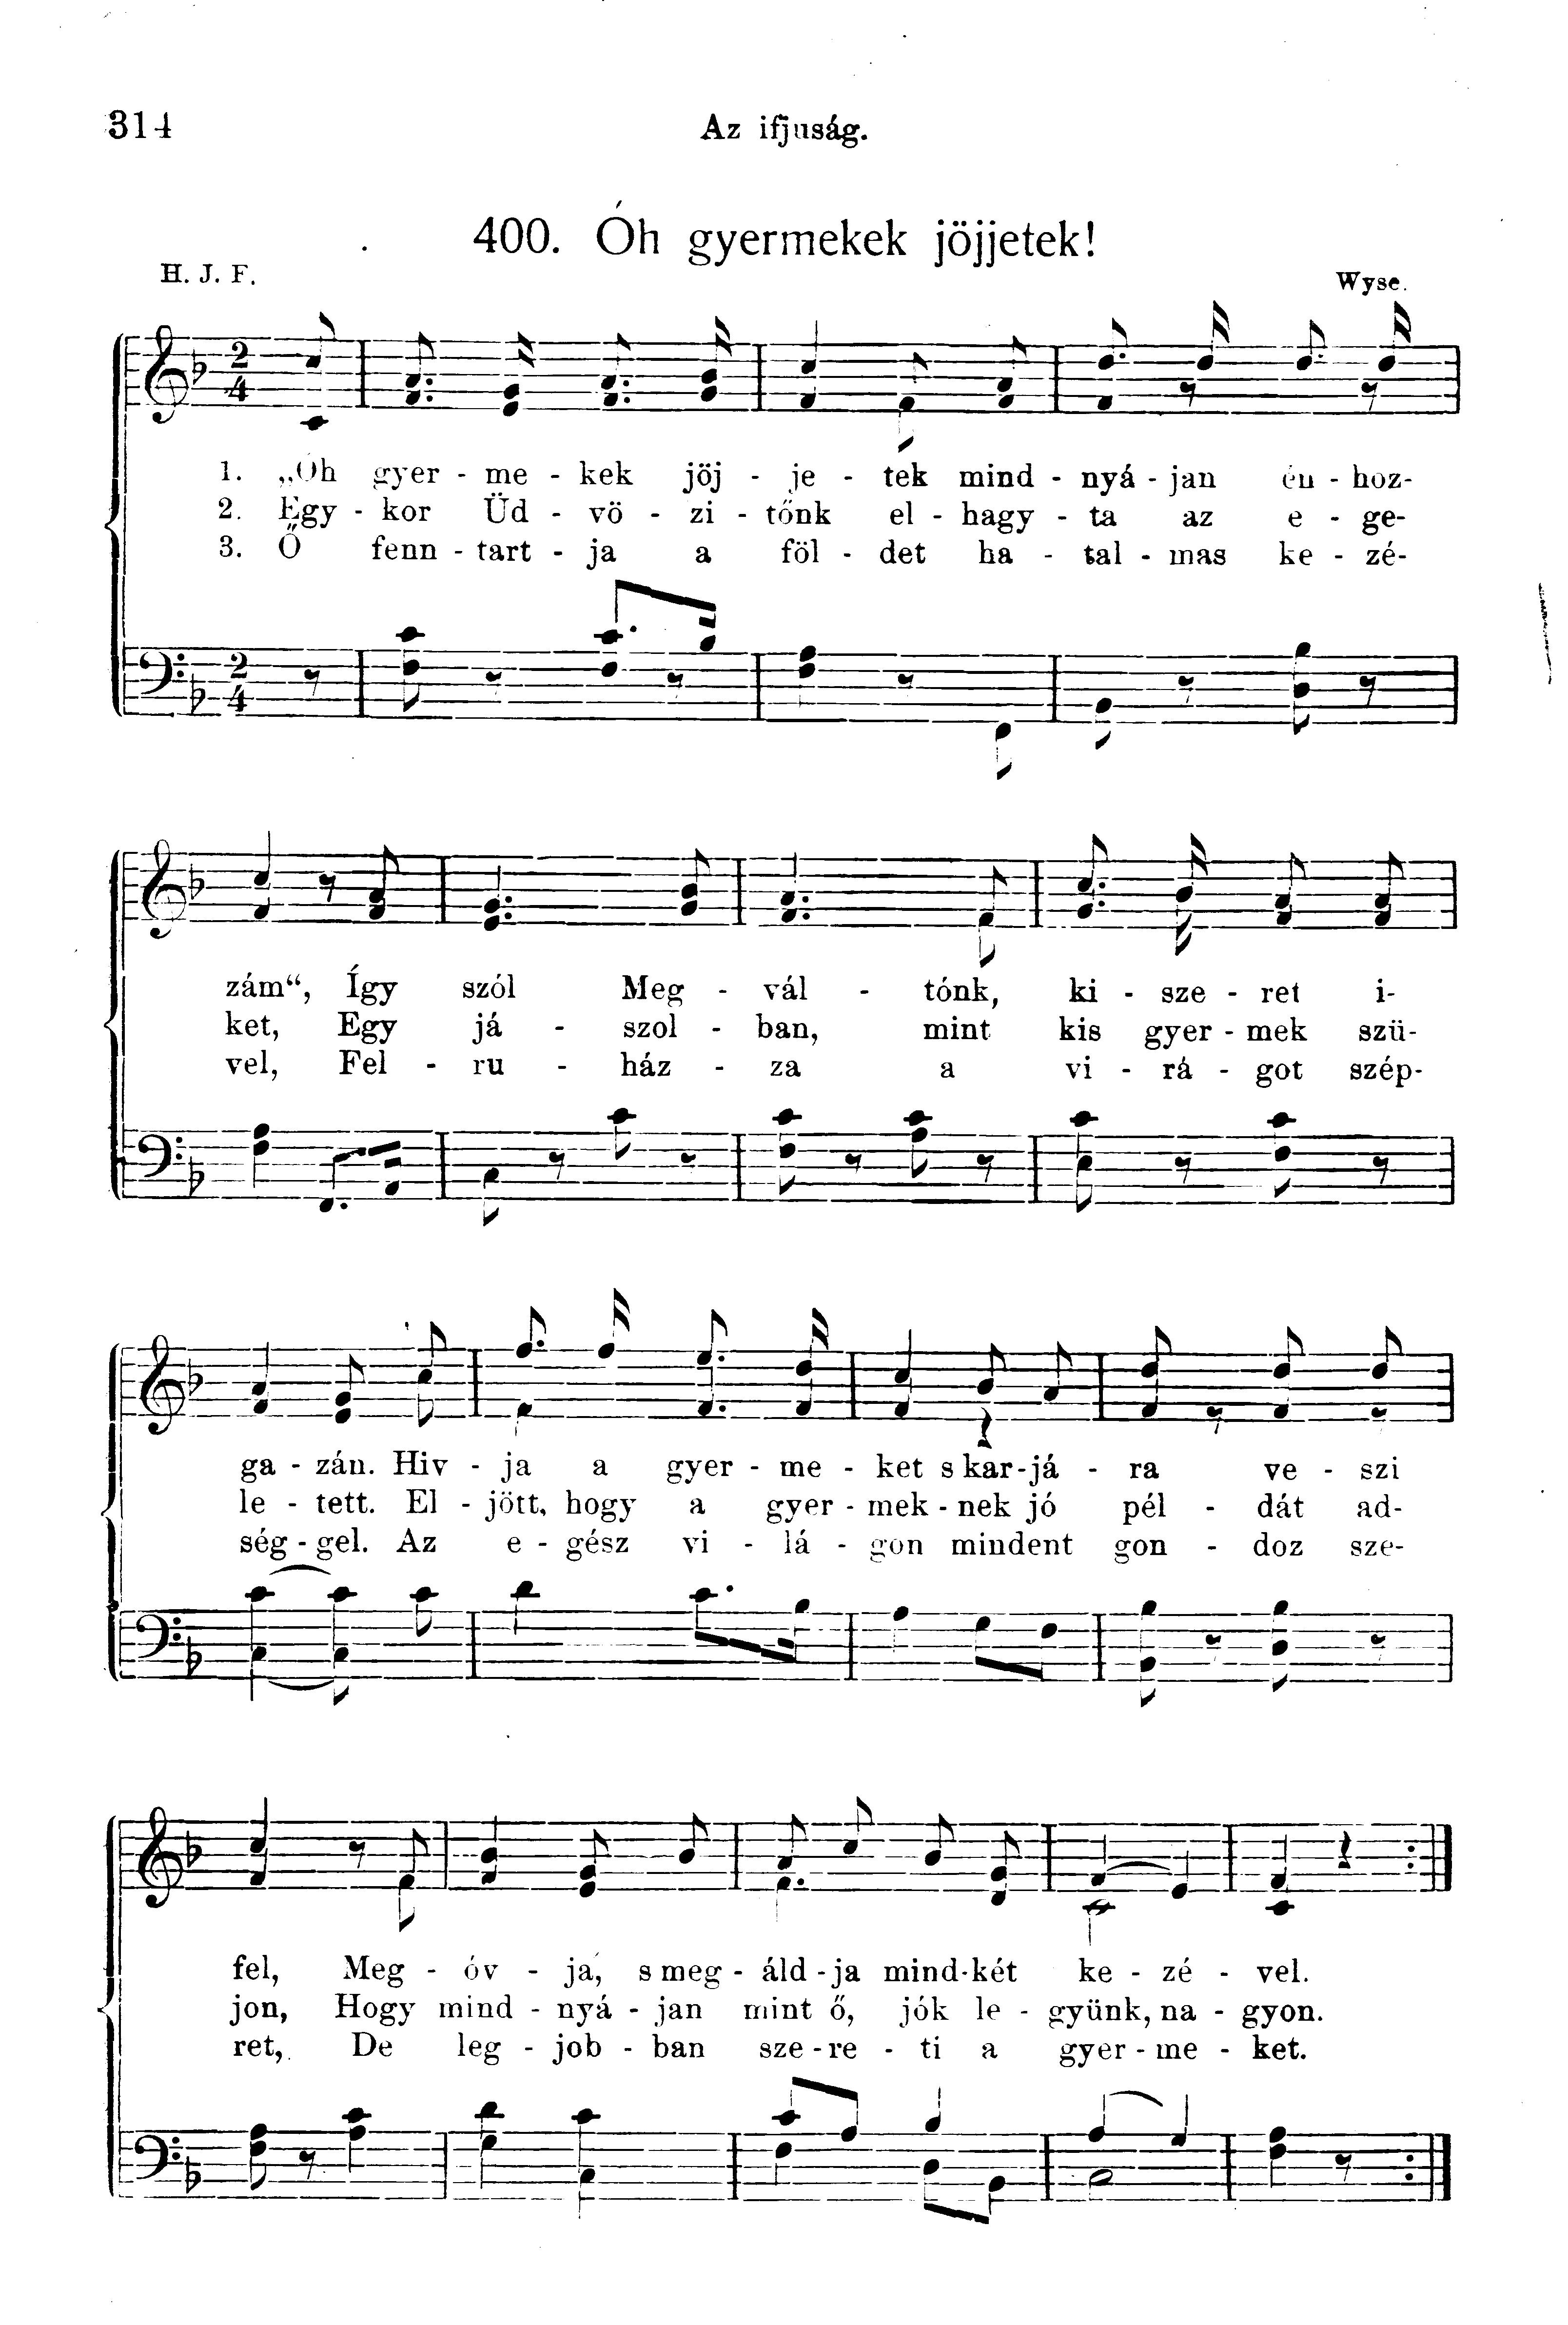 314
Az ifjuság.
400. Óh gyermekek jöjjetek!
H. J. F.
Wyse.
2
4
1. „Óh gyer - me - kek jöj - je - tek mind - nyá - jan én - hoz-
2. Egy - kor Üd - vö - zi - tőnk el - hagy - ta az e - ge-
3. Ő fenn - tart - ja a föl - det ha - tal - mas ke - zé-
2
4
zám“, Így szól Meg - vál - tónk, ki - sze - ret i-
ket, Egy já - szol - ban, mint kis gyer - mek szü-
vel, Fel - ru - ház - za a vi - rá - got szép-
ga - zán. Hiv - ja a gyer - me - ket s kar-já - ra ve - szi
le - tett. El - jött, hogy a gyer - mek - nek jó pél - dát ad-
ség - gel. Az e - gész vi - lá - gon mindent gon - doz sze-
fel, Meg - óv - ja, s meg - áld - ja mind-két ke - zé - vel.
jon, Hogy mind - nyá - jan mint ő, jók le - gyünk, na - gyon.
ret, De leg - job - ban sze - re - ti a gyer - me - ket.